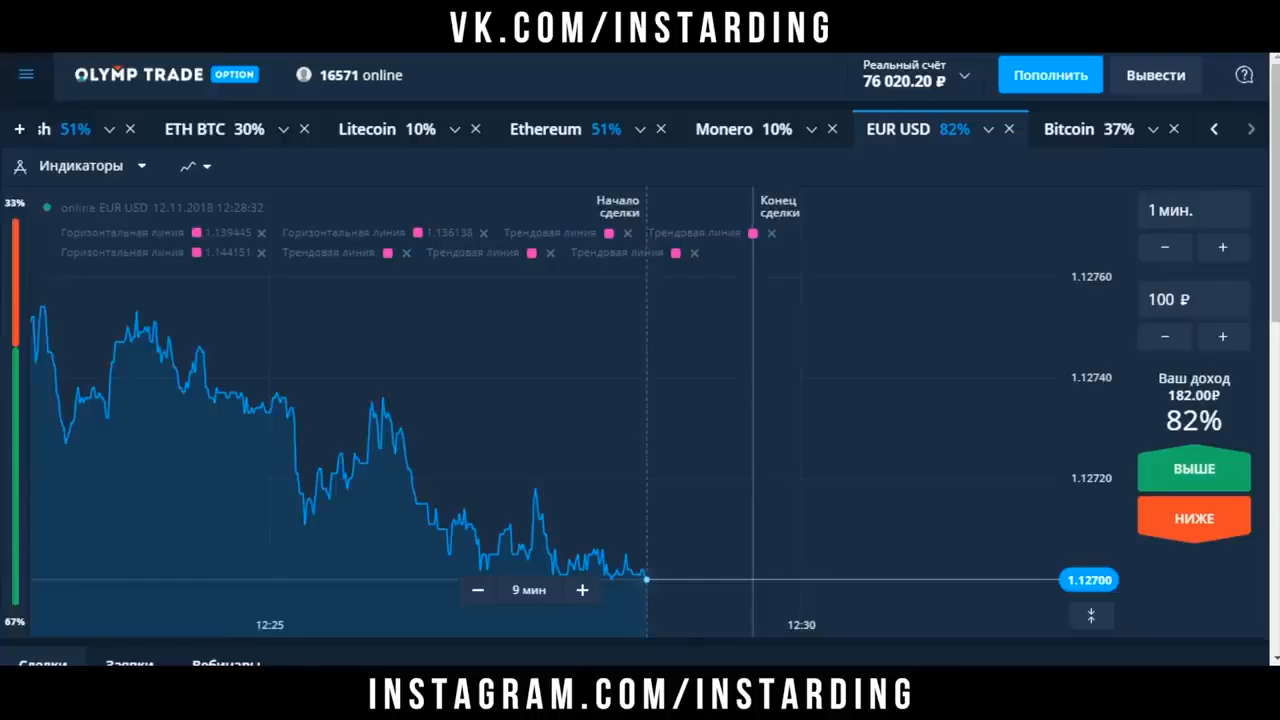 VK.COM/INSTARDING
OLYMP TRADE OPTION 16571 online Реальный счёт 76 020.20 ₽ Пополнить Вывести
sh 51% ETH BTC 30% Litecoin 10% Ethereum 51% Monero 10% EUR USD 82% Bitcoin 37%
Индикаторы
33%
online EUR USD 12.11.2018 12:28:32
Начало сделки
Конец сделки
Горизонтальная линия 1.139445 Горизонтальная линия 1.136138 Трендовая линия Трендовая линия
Горизонтальная линия 1.144151 Трендовая линия Трендовая линия Трендовая линия
1 мин.
− +
100 ₽
− +
Ваш доход
182.00₽
82%
ВЫШЕ
НИЖЕ
1.12760
1.12740
1.12720
1.12700
− 9 мин +
67%
12:25 12:30
Сделки Заявки Вебинары
INSTAGRAM.COM/INSTARDING